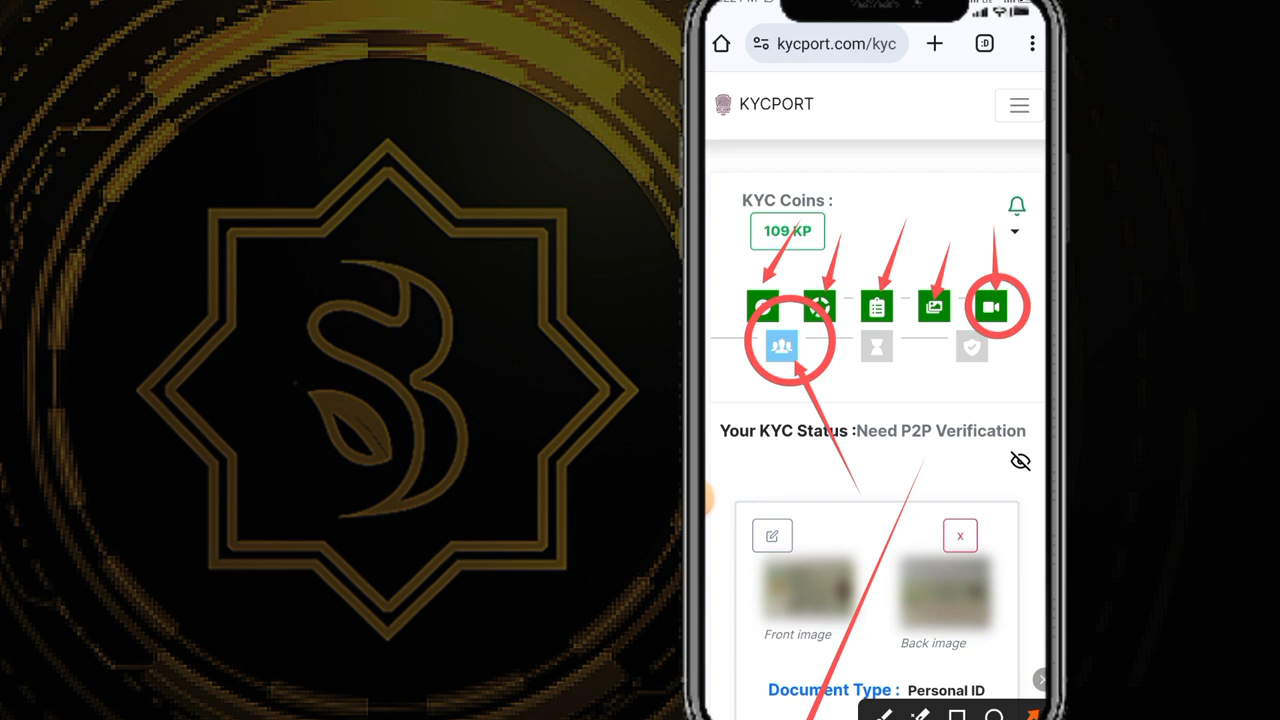 kycport.com/kyc
:D
KYCPORT
KYC Coins :
109 KP
Your KYC Status :Need P2P Verification
X
Front image
Back image
Document Type : Personal ID